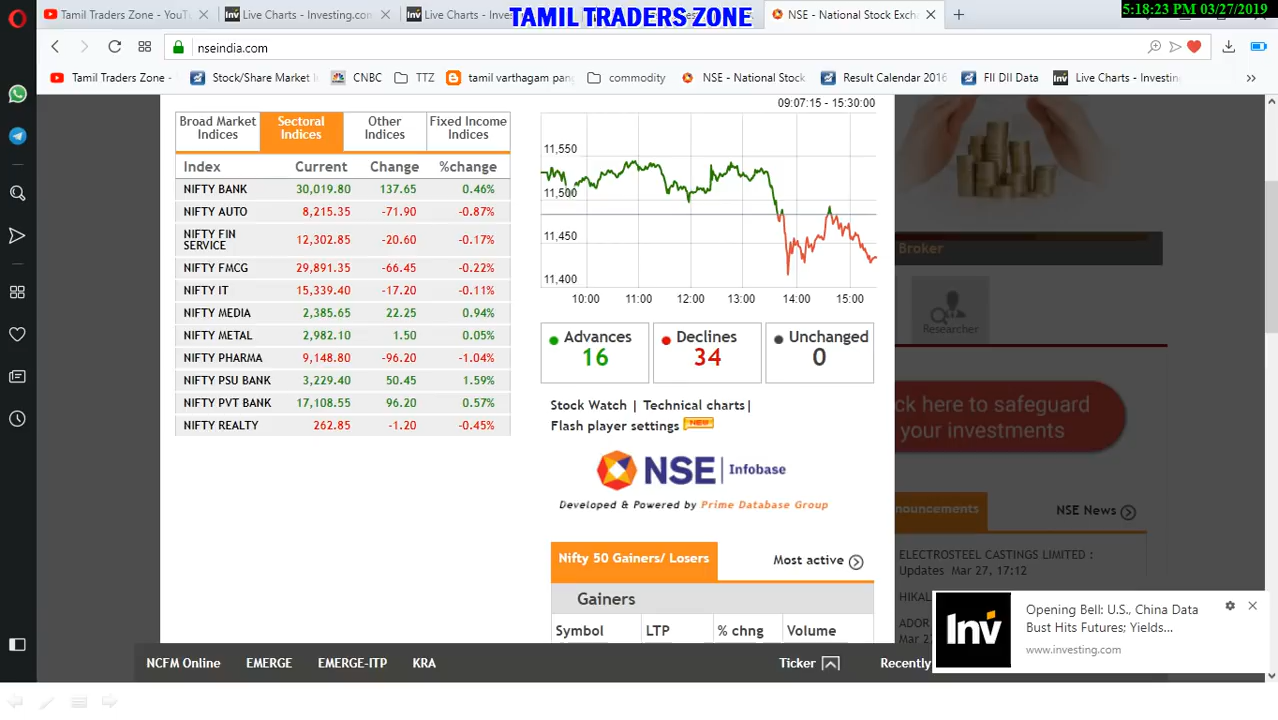 5:18:23 PM 03/27/2019
Tamil Traders Zone - YouT
Live Charts - Investing.com
Live Charts - Inves
TAMIL TRADERS ZONE
NSE - National Stock Exch
nseindia.com
Tamil Traders Zone -
Stock/Share Market
CNBC
TTZ
tamil varthagam pan
commodity
NSE - National Stock
Result Calendar 2016
FII DII Data
Live Charts - Investin
09:07:15 - 15:30:00
Broad Market Indices
Sectoral Indices
Other Indices
Fixed Income Indices
Index Current Change %change
NIFTY BANK 30,019.80 137.65 0.46%
NIFTY AUTO 8,215.35 -71.90 -0.87%
NIFTY FIN SERVICE 12,302.85 -20.60 -0.17%
NIFTY FMCG 29,891.35 -66.45 -0.22%
NIFTY IT 15,339.40 -17.20 -0.11%
NIFTY MEDIA 2,385.65 22.25 0.94%
NIFTY METAL 2,982.10 1.50 0.05%
NIFTY PHARMA 9,148.80 -96.20 -1.04%
NIFTY PSU BANK 3,229.40 50.45 1.59%
NIFTY PVT BANK 17,108.55 96.20 0.57%
NIFTY REALTY 262.85 -1.20 -0.45%
11,550
11,500
11,450
11,400
10:00 11:00 12:00 13:00 14:00 15:00
Advances 16
Declines 34
Unchanged 0
Stock Watch | Technical charts|
Flash player settings NEW
NSE | Infobase
Developed & Powered by Prime Database Group
Nifty 50 Gainers/ Losers
Most active
Gainers
Symbol LTP % chng Volume
Broker
Researcher
ck here to safeguard
your investments
nouncements
NSE News
ELECTROSTEEL CASTINGS LIMITED :
Updates Mar 27, 17:12
HIKAL
ADOR
Mar 2
Inv
Opening Bell: U.S., China Data
Bust Hits Futures; Yields...
www.investing.com
NCFM Online
EMERGE
EMERGE-ITP
KRA
Ticker
Recently